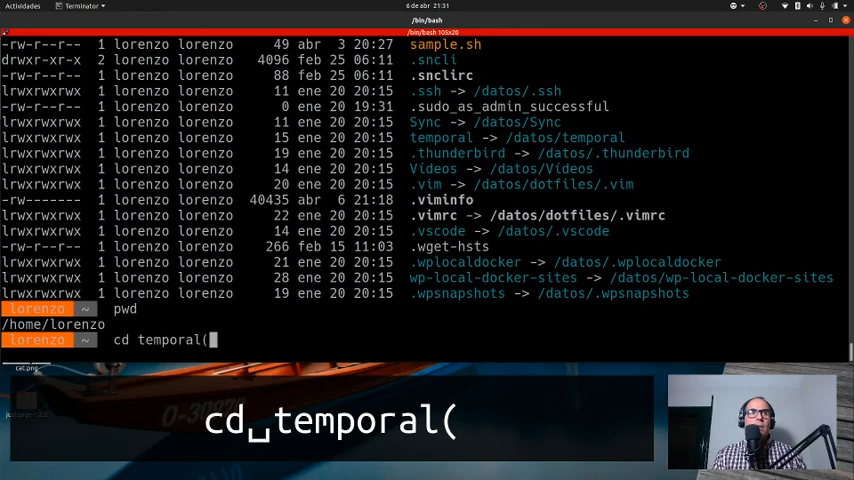 Actividades Terminator 6 de abr 21:31
/bin/bash
/bin/bash 105x20
-rw-r--r-- 1 lorenzo lorenzo 49 abr 3 20:27 sample.sh
drwxr-xr-x 2 lorenzo lorenzo 4096 feb 25 06:11 .sncli
-rw-r--r-- 1 lorenzo lorenzo 88 feb 25 06:11 .snclirc
lrwxrwxrwx 1 lorenzo lorenzo 11 ene 20 20:15 .ssh -> /datos/.ssh
-rw-r--r-- 1 lorenzo lorenzo 0 ene 20 19:31 .sudo_as_admin_successful
lrwxrwxrwx 1 lorenzo lorenzo 11 ene 20 20:15 Sync -> /datos/Sync
lrwxrwxrwx 1 lorenzo lorenzo 15 ene 20 20:15 temporal -> /datos/temporal
lrwxrwxrwx 1 lorenzo lorenzo 19 ene 20 20:15 .thunderbird -> /datos/.thunderbird
lrwxrwxrwx 1 lorenzo lorenzo 14 ene 20 20:15 Vídeos -> /datos/Vídeos
lrwxrwxrwx 1 lorenzo lorenzo 20 ene 20 20:15 .vim -> /datos/dotfiles/.vim
-rw------- 1 lorenzo lorenzo 40435 abr 6 21:18 .viminfo
lrwxrwxrwx 1 lorenzo lorenzo 22 ene 20 20:15 .vimrc -> /datos/dotfiles/.vimrc
lrwxrwxrwx 1 lorenzo lorenzo 14 ene 20 20:15 .vscode -> /datos/.vscode
-rw-r--r-- 1 lorenzo lorenzo 266 feb 15 11:03 .wget-hsts
lrwxrwxrwx 1 lorenzo lorenzo 21 ene 20 20:15 .wplocaldocker -> /datos/.wplocaldocker
lrwxrwxrwx 1 lorenzo lorenzo 28 ene 20 20:15 wp-local-docker-sites -> /datos/wp-local-docker-sites
lrwxrwxrwx 1 lorenzo lorenzo 19 ene 20 20:15 .wpsnapshots -> /datos/.wpsnapshots
lorenzo ~ pwd
/home/lorenzo
lorenzo ~ cd temporal(
cat.png
cd␣temporal(